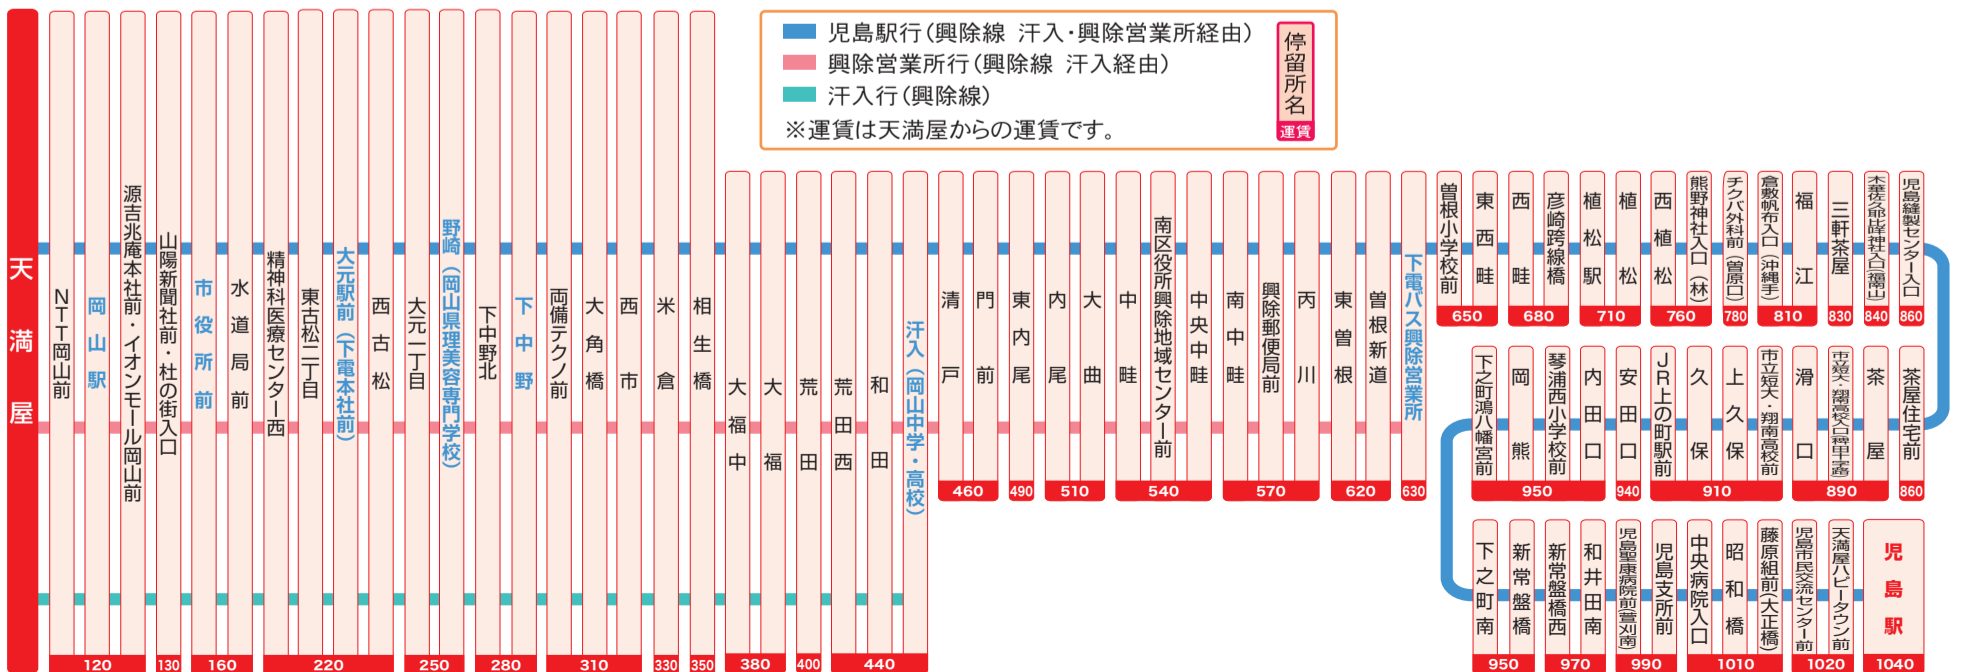 児島駅行(興除線 汗入・興除営業所経由)
興除営業所行(興除線 汗入経由)
汗入行(興除線)
※運賃は天満屋からの運賃です。
停留所名
運賃
天満屋
NTT岡山前
岡山駅
源吉兆庵本社前・イオンモール岡山前
120
山陽新聞社前・杜の街入口
130
市役所前
水道局前
160
精神科医療センター西
東古松二丁目
大元駅前(下電本社前)
西古松
220
大元一丁目
野崎(岡山県理美容専門学校)
250
下中野北
下中野
280
両備テクノ前
大角橋
西市
310
米倉
330
相生橋
350
大福中
大福
380
荒田
400
荒田西
和田
汗入(岡山中学・高校)
440
清戸
門前
460
東内尾
490
内尾
大曲
510
中畦
南区役所興除地域センター前
中央中畦
540
南中畦
興除郵便局前
丙川
570
東曽根
曽根新道
620
下電バス興除営業所
630
曽根小学校前
東西畦
650
西畦
彦崎跨線橋
680
植松駅
植松
710
西植松
熊野神社入口(林)
760
チクバ外科前(曽原口)
780
倉敷帆布入口(沖縄手)
福江
810
三軒茶屋
830
木華佐久耶比咩神社入口(福南山)
840
児島縫製センター入口
860
茶屋住宅前
860
茶屋
市立短大・翔南高校入口(稗田十字路)
滑口
890
市立短大・翔南高校前
上久保
久保
JR上の町駅前
910
安田口
940
内田口
琴浦西小学校前
岡熊
下之町鴻八幡宮前
950
下之町南
新常盤橋
950
新常盤橋西
和井田南
970
児島聖康病院前(萱刈南)
児島支所前
990
中央病院入口
昭和橋
藤原組前(大正橋)
1010
児島市民交流センター前
天満屋ハピータウン前
1020
児島駅
1040